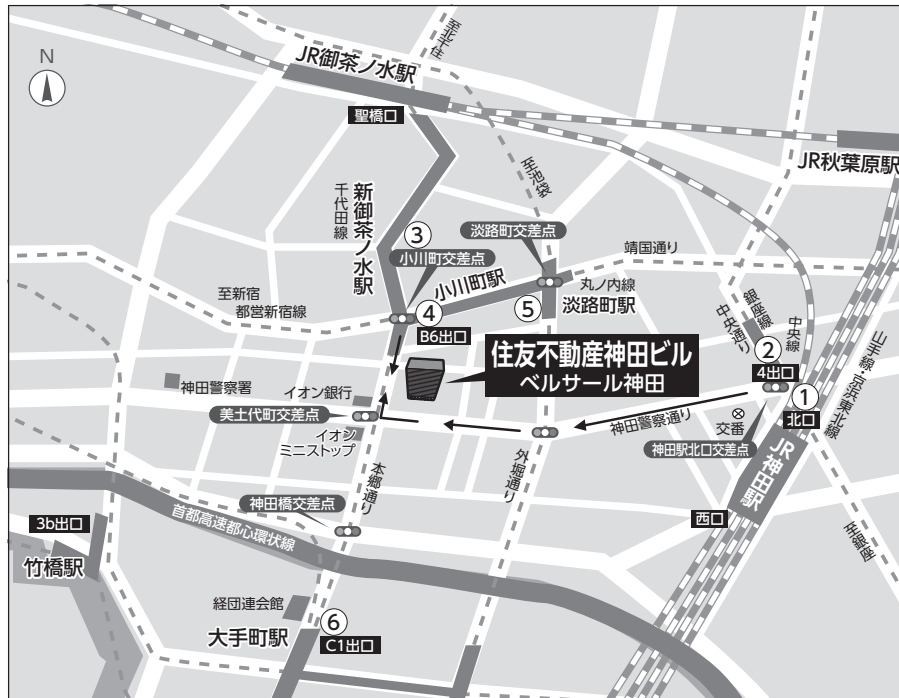 N
至北千住
JR御茶ノ水駅
聖橋口
JR秋葉原駅
至池袋
新御茶ノ水駅
千代田線
③
小川町交差点
淡路町交差点
靖国通り
小川町駅
丸ノ内線
淡路町駅
至新宿
都営新宿線
④
B6出口
⑤
銀座線
中央通り
中央線
山手線・京浜東北線
②
4出口
①
北口
住友不動産神田ビル
ベルサール神田
神田警察署
イオン銀行
美土代町交差点
イオン
ミニストップ
神田警察通り
交番
神田駅北口交差点
JR神田駅
西口
本郷通り
外堀通り
神田橋交差点
首都高速都心環状線
3b出口
竹橋駅
至銀座
経団連会館
大手町駅
⑥
C1出口